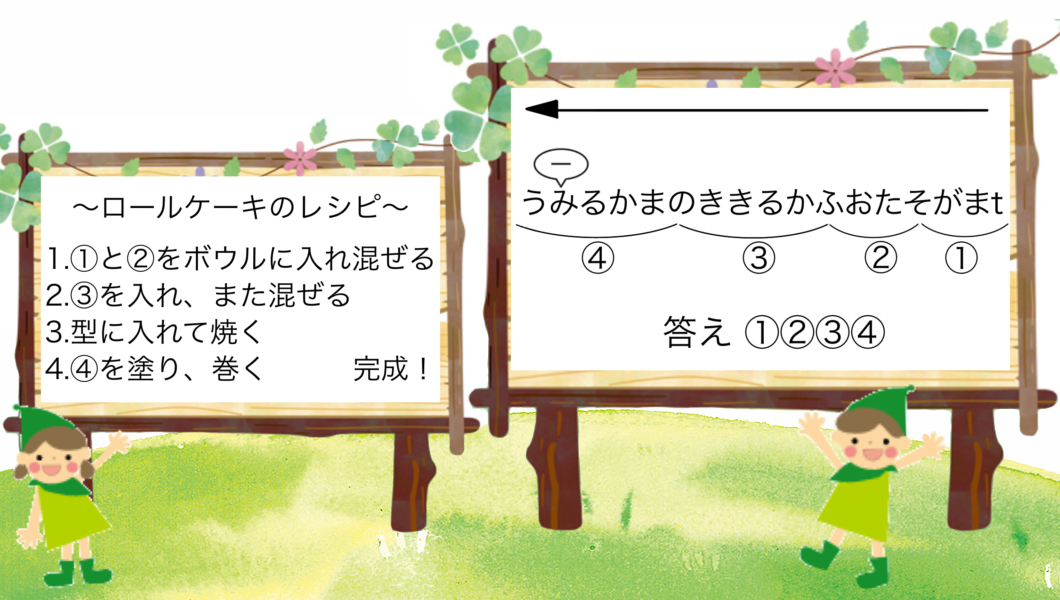 ～ロールケーキのレシピ～
1.①と②をボウルに入れ混ぜる
2.③を入れ、また混ぜる
3.型に入れて焼く
4.④を塗り、巻く　完成！
ー
うみるかまのききるかふおたそがまt
④ ③ ② ①
答え ①②③④